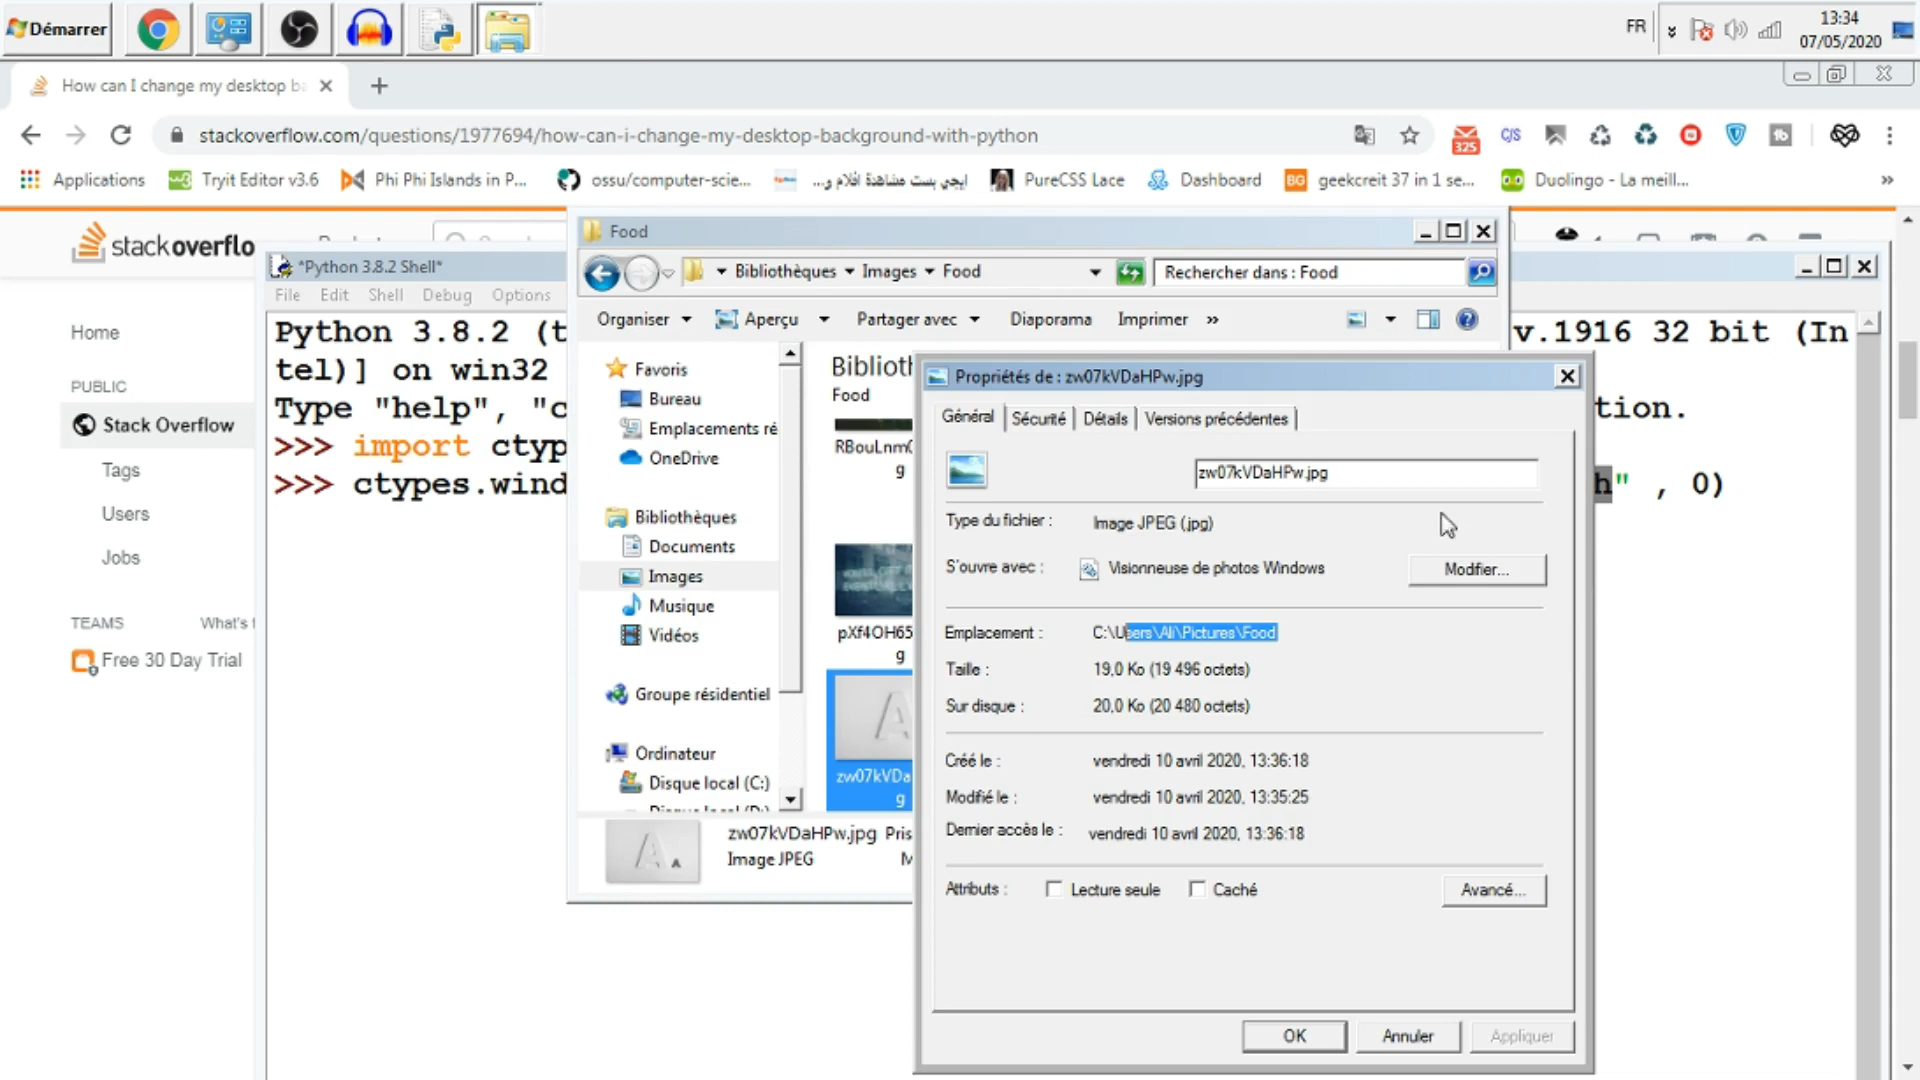 Démarrer
FR
13:34
07/05/2020
How can I change my desktop ba
stackoverflow.com/questions/1977694/how-can-i-change-my-desktop-background-with-python
325
C/S
Applications
Tryit Editor v3.6
Phi Phi Islands in P...
ossu/computer-scie...
ايجي بست مشاهدة افلام و...
PureCSS Lace
Dashboard
BG
geekcreit 37 in 1 se...
Duolingo - La meill...
»
stackoverflo
*Python 3.8.2 Shell*
File Edit Shell Debug Options
Python 3.8.2 (t
v.1916 32 bit (In
tel)] on win32
Type "help", "c
tion.
>>> import ctyp
>>> ctypes.wind
h" , 0)
Home
PUBLIC
Stack Overflow
Tags
Users
Jobs
TEAMS
What's
Free 30 Day Trial
Food
Bibliothèques Images Food
Rechercher dans : Food
Organiser
Aperçu
Partager avec
Diaporama
Imprimer
»
Favoris
Bureau
Emplacements ré
OneDrive
Bibliothèques
Documents
Images
Musique
Vidéos
Groupe résidentiel
Ordinateur
Disque local (C:)
Bibliot
Food
g
pXf4OH65
g
zw07kVDa
g
zw07kVDaHPw.jpg Pris
Image JPEG
Propriétés de : zw07kVDaHPw.jpg
Général
Sécurité
Détails
Versions précédentes
zw07kVDaHPw.jpg
Type du fichier : Image JPEG (.jpg)
S'ouvre avec : Visionneuse de photos Windows
Modifier...
Emplacement : C:\Users\Ali\Pictures\Food
Taille : 19,0 Ko (19 496 octets)
Sur disque : 20,0 Ko (20 480 octets)
Créé le : vendredi 10 avril 2020, 13:36:18
Modifié le : vendredi 10 avril 2020, 13:35:25
Dernier accès le : vendredi 10 avril 2020, 13:36:18
Attributs : Lecture seule Caché
Avancé...
OK
Annuler
Appliquer